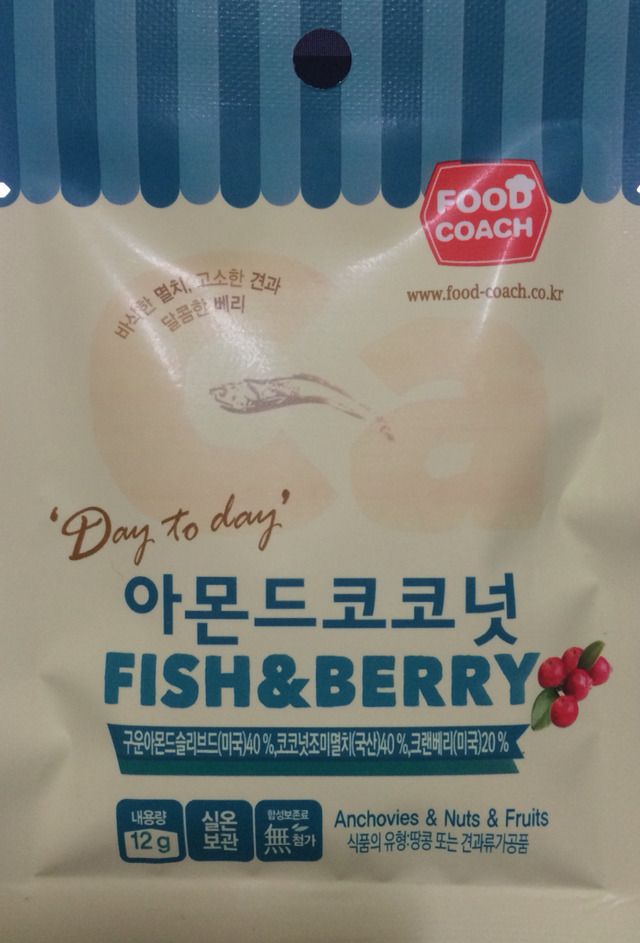 FOOD
COACH
www.food-coach.co.kr
바삭한 멸치, 고소한 견과
달콤한 베리
Ca
'Day to day'
아몬드코코넛
FISH&BERRY
구운아몬드슬리브드(미국)40 %,코코넛조미멸치(국산)40 %,크랜베리(미국)20 %
내용량
12 g
실온
보관
합성보존료
無 첨가
Anchovies & Nuts & Fruits
식품의 유형:땅콩 또는 견과류가공품